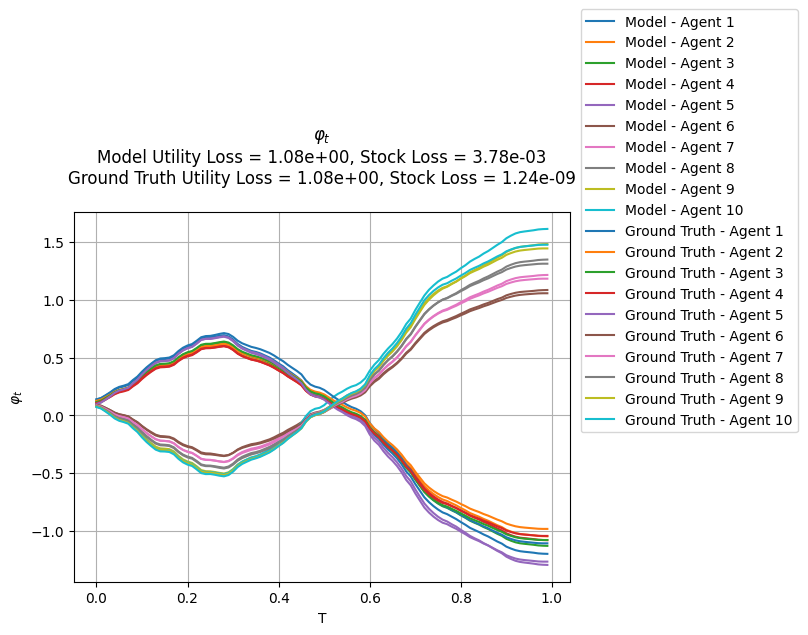 φt
Model Utility Loss = 1.08e+00, Stock Loss = 3.78e-03
Ground Truth Utility Loss = 1.08e+00, Stock Loss = 1.24e-09
Model - Agent 1
Model - Agent 2
Model - Agent 3
Model - Agent 4
Model - Agent 5
Model - Agent 6
Model - Agent 7
Model - Agent 8
Model - Agent 9
Model - Agent 10
Ground Truth - Agent 1
Ground Truth - Agent 2
Ground Truth - Agent 3
Ground Truth - Agent 4
Ground Truth - Agent 5
Ground Truth - Agent 6
Ground Truth - Agent 7
Ground Truth - Agent 8
Ground Truth - Agent 9
Ground Truth - Agent 10
φt
1.5
1.0
0.5
0.0
−0.5
−1.0
0.0 0.2 0.4 0.6 0.8 1.0
T